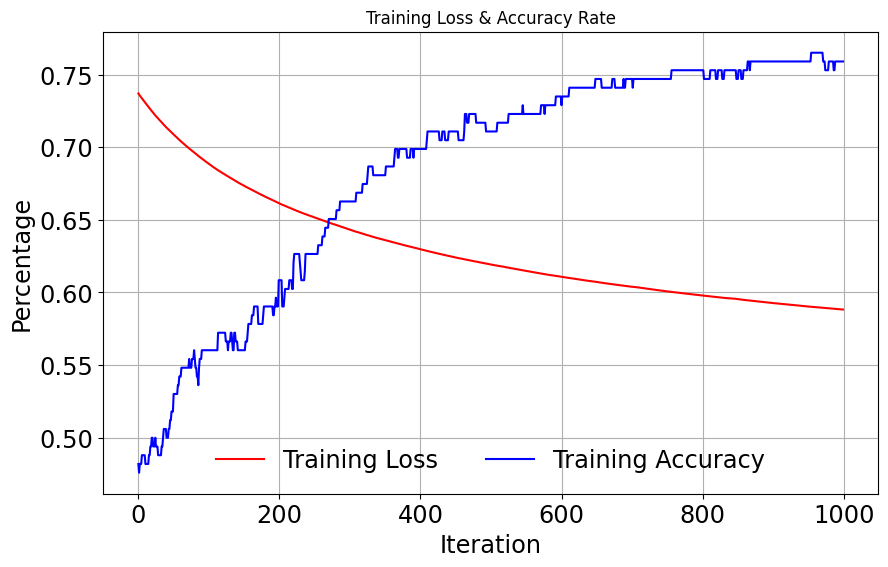 Training Loss & Accuracy Rate
Percentage
0.75
0.70
0.65
0.60
0.55
0.50
Training Loss
Training Accuracy
0
200
400
600
800
1000
Iteration